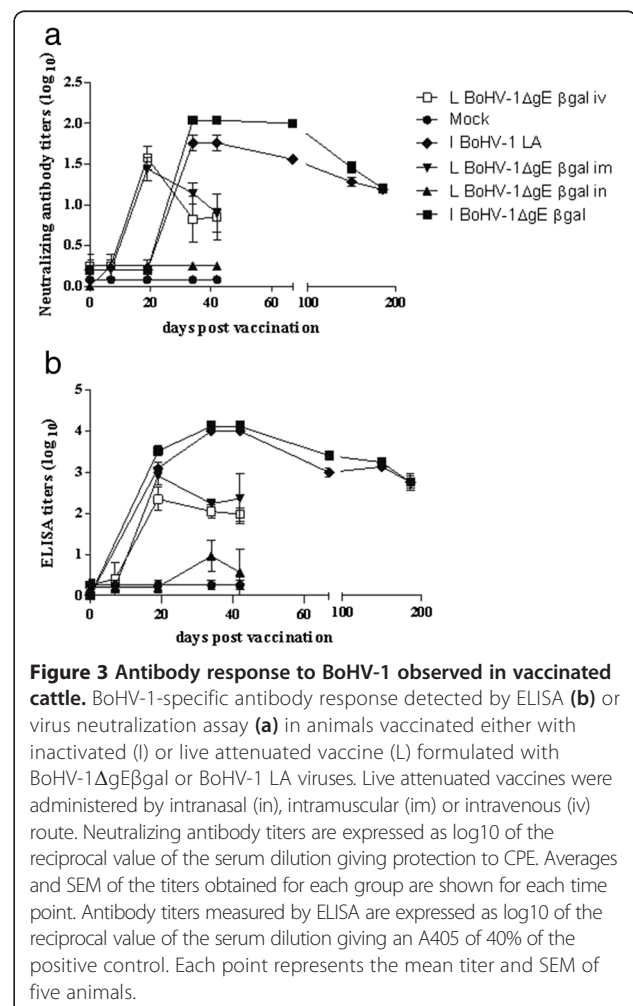 a
Neutralizing antibody titers (log10)
2.5
2.0
1.5
1.0
0.5
0.0
0 20 40 60 100 200
days post vaccination
L BoHV-1ΔgE βgal iv
Mock
I BoHV-1 LA
L BoHV-1ΔgE βgal im
L BoHV-1ΔgE βgal in
I BoHV-1ΔgE βgal
b
ELISA titers (log10)
5
4
3
2
1
0
0 20 40 60 100 200
days post vaccination
Figure 3 Antibody response to BoHV-1 observed in vaccinated
cattle. BoHV-1-specific antibody response detected by ELISA (b) or
virus neutralization assay (a) in animals vaccinated either with
inactivated (I) or live attenuated vaccine (L) formulated with
BoHV-1ΔgEβgal or BoHV-1 LA viruses. Live attenuated vaccines were
administered by intranasal (in), intramuscular (im) or intravenous (iv)
route. Neutralizing antibody titers are expressed as log10 of the
reciprocal value of the serum dilution giving protection to CPE. Averages
and SEM of the titers obtained for each group are shown for each time
point. Antibody titers measured by ELISA are expressed as log10 of the
reciprocal value of the serum dilution giving an A405 of 40% of the
positive control. Each point represents the mean titer and SEM of
five animals.